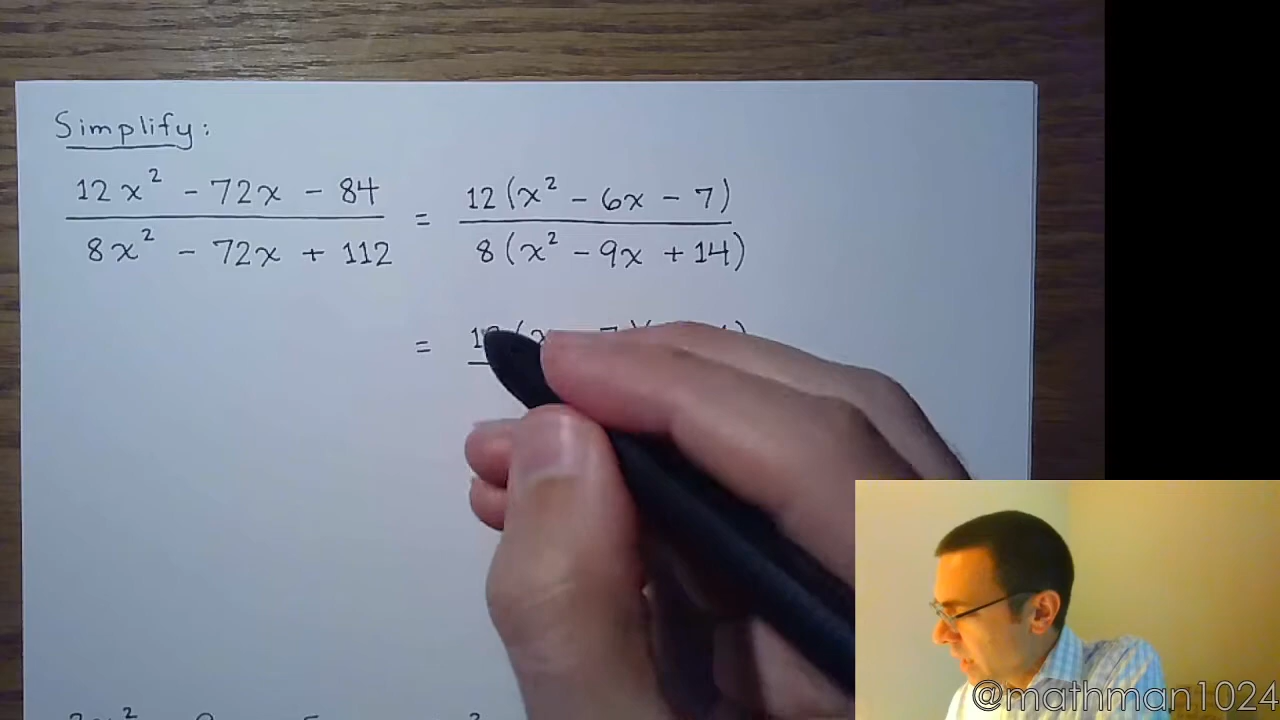 Simplify:
12x² - 72x - 84 = 12(x² - 6x - 7)
8x² - 72x + 112 8(x² - 9x + 14)
=
@mathman1024